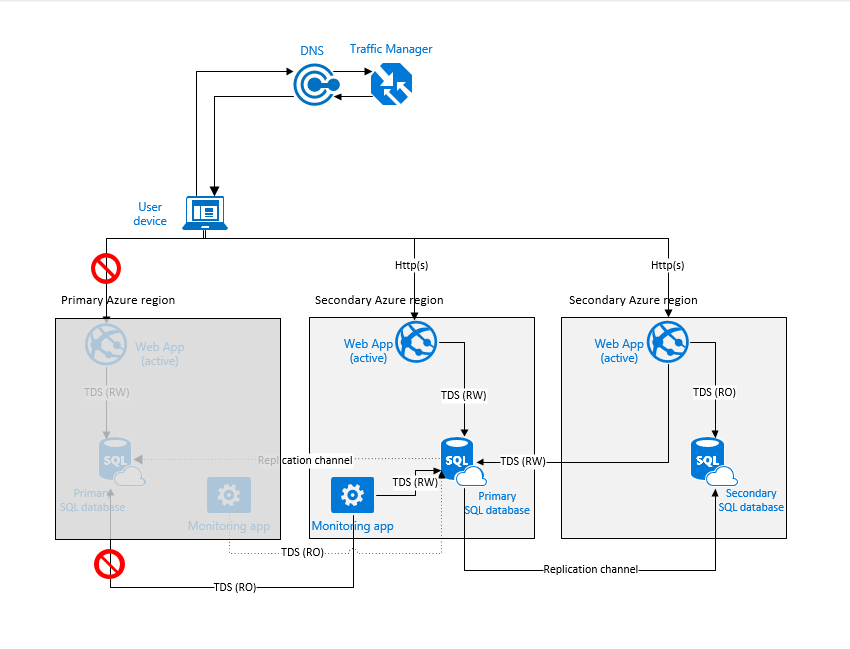 DNS
Traffic Manager
User
device
Http(s)
Http(s)
Primary Azure region
Secondary Azure region
Secondary Azure region
Web App
(active)
Web App
(active)
Web App
(active)
TDS (RW)
TDS (RW)
TDS (RO)
SQL
SQL
SQL
Replication channel
TDS (RW)
TDS (RW)
Primary
SQL database
Primary
SQL database
Secondary
SQL database
Monitoring app
Monitoring app
TDS (RO)
Replication channel
TDS (RO)